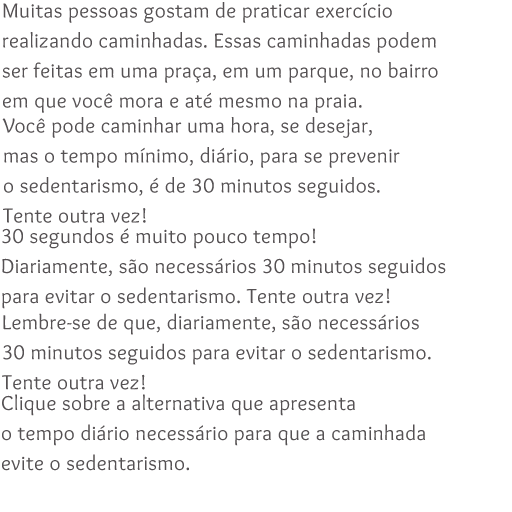 Muitas pessoas gostam de praticar exercício
realizando caminhadas. Essas caminhadas podem
ser feitas em uma praça, em um parque, no bairro
em que você mora e até mesmo na praia.
Você pode caminhar uma hora, se desejar,
mas o tempo mínimo, diário, para se prevenir
o sedentarismo, é de 30 minutos seguidos.
Tente outra vez!
30 segundos é muito pouco tempo!
Diariamente, são necessários 30 minutos seguidos
para evitar o sedentarismo. Tente outra vez!
Lembre-se de que, diariamente, são necessários
30 minutos seguidos para evitar o sedentarismo.
Tente outra vez!
Clique sobre a alternativa que apresenta
o tempo diário necessário para que a caminhada
evite o sedentarismo.